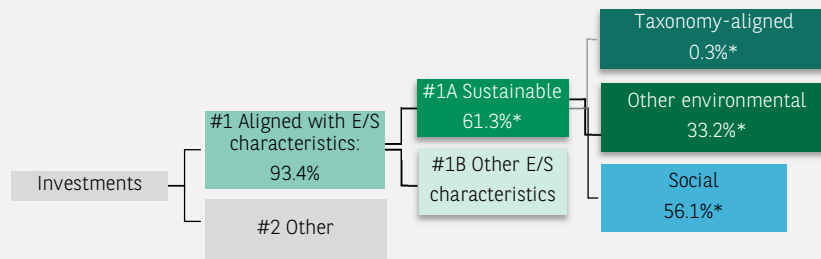 Investments
#1 Aligned with E/S
characteristics:
93.4%
#2 Other
#1A Sustainable
61.3%*
#1B Other E/S
characteristics
Taxonomy-aligned
0.3%*
Other environmental
33.2%*
Social
56.1%*